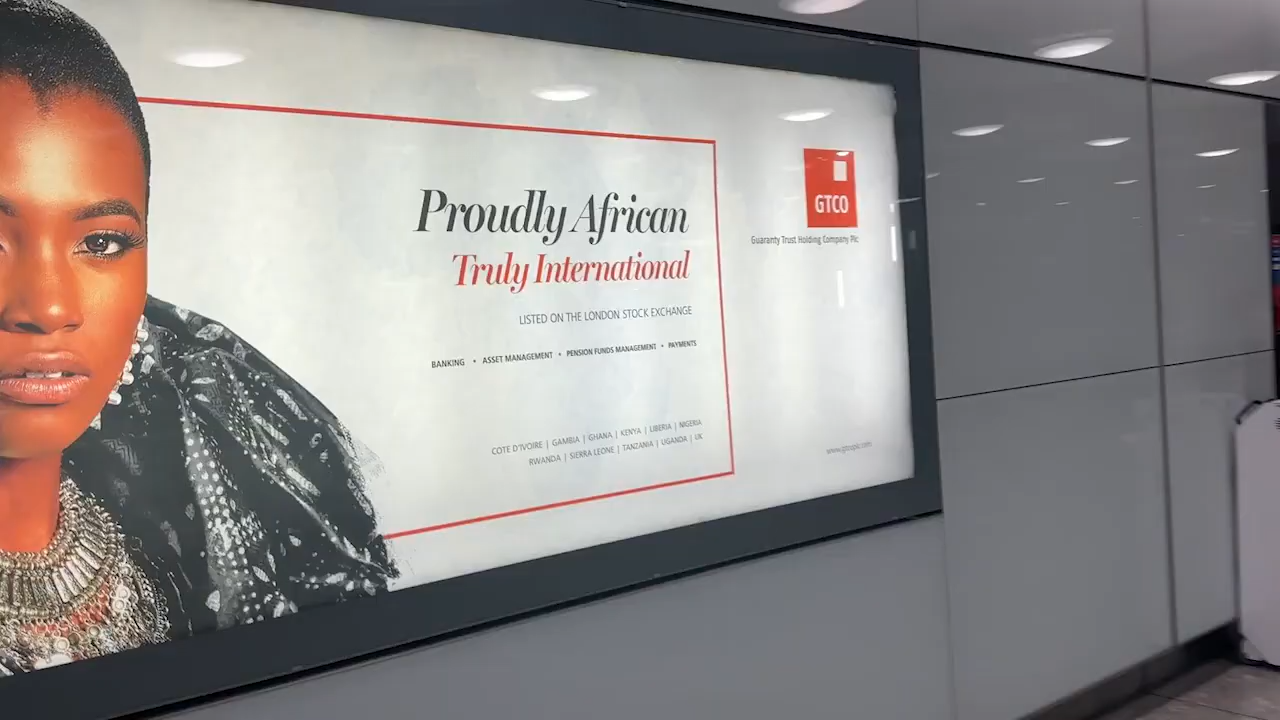 Proudly African
Truly International
LISTED ON THE LONDON STOCK EXCHANGE
BANKING • ASSET MANAGEMENT • PENSION FUNDS MANAGEMENT • PAYMENTS
COTE D'IVOIRE | GAMBIA | GHANA | KENYA | LIBERIA | NIGERIA
RWANDA | SIERRA LEONE | TANZANIA | UGANDA | UK
GTCO
Guaranty Trust Holding Company Plc